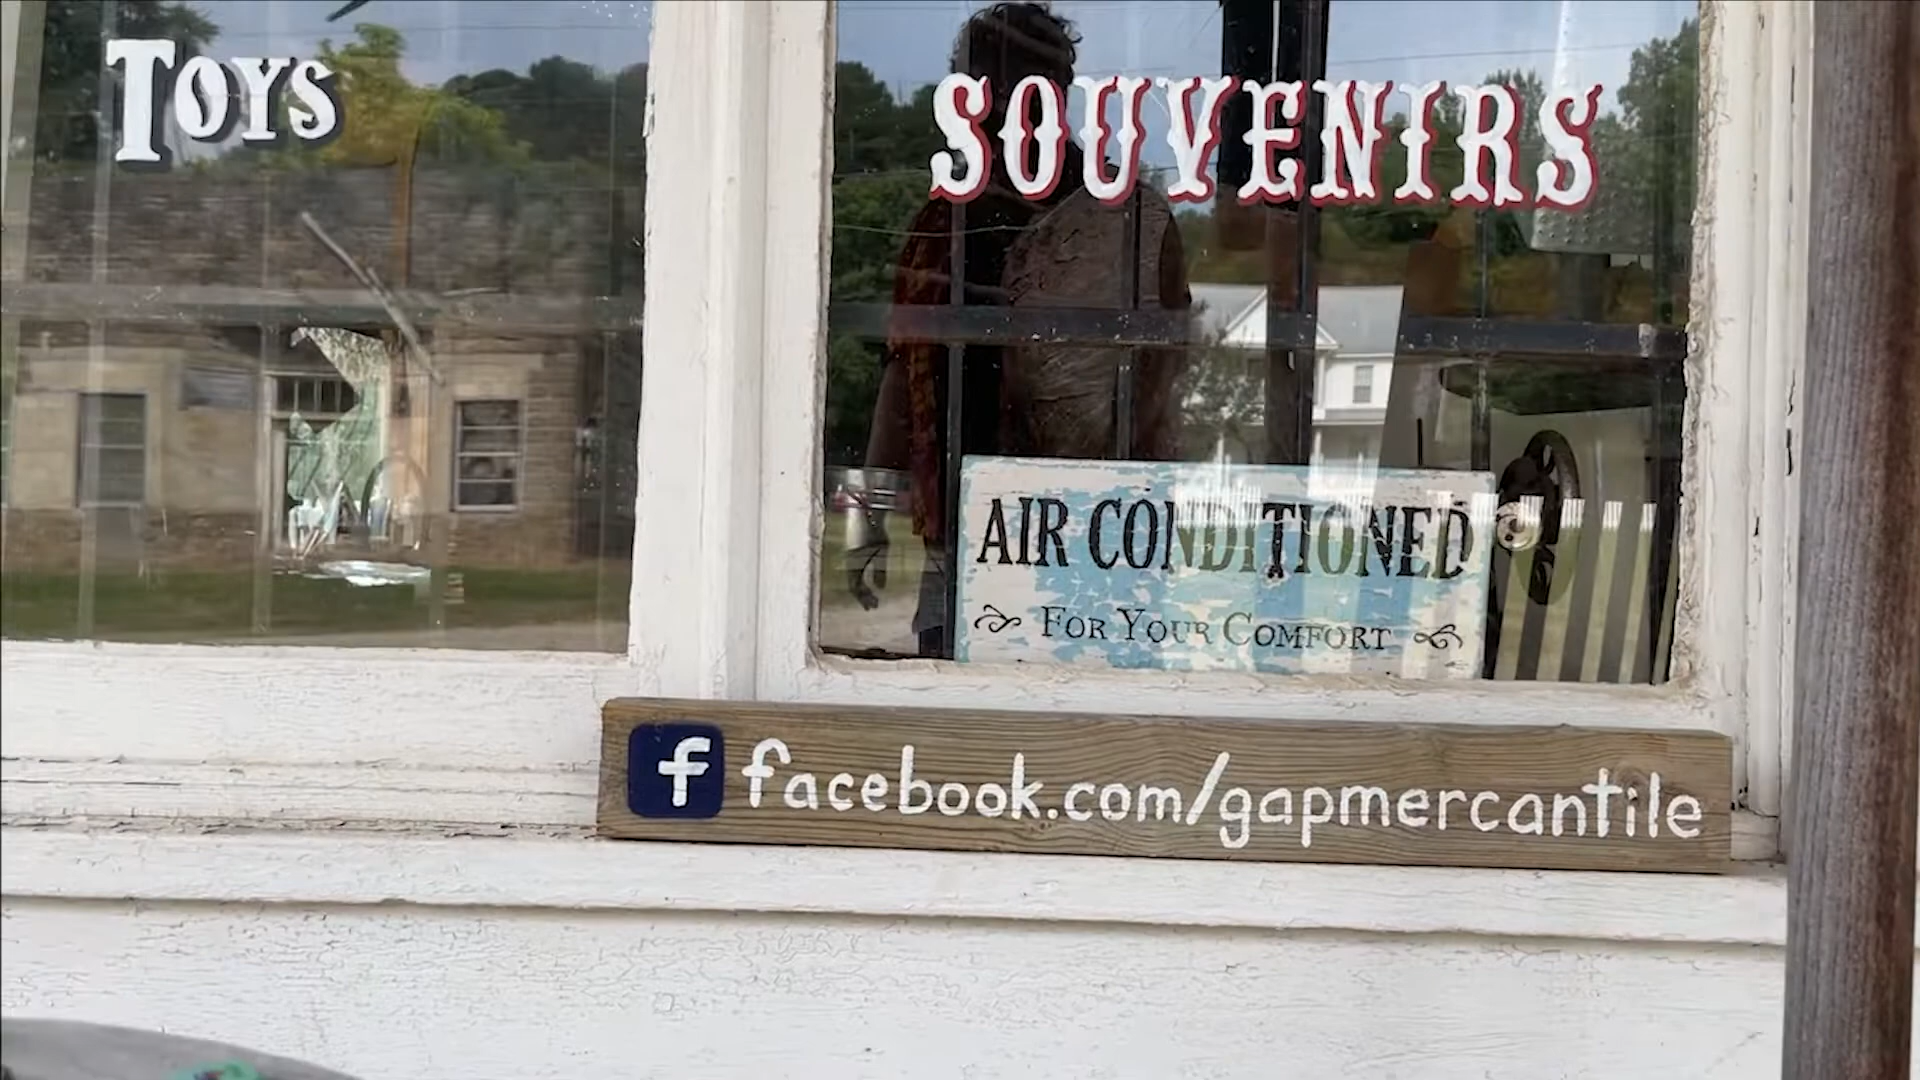 TOYS
SOUVENIRS
AIR CONDITIONED
FOR YOUR COMFORT
f facebook.com/gapmercantile